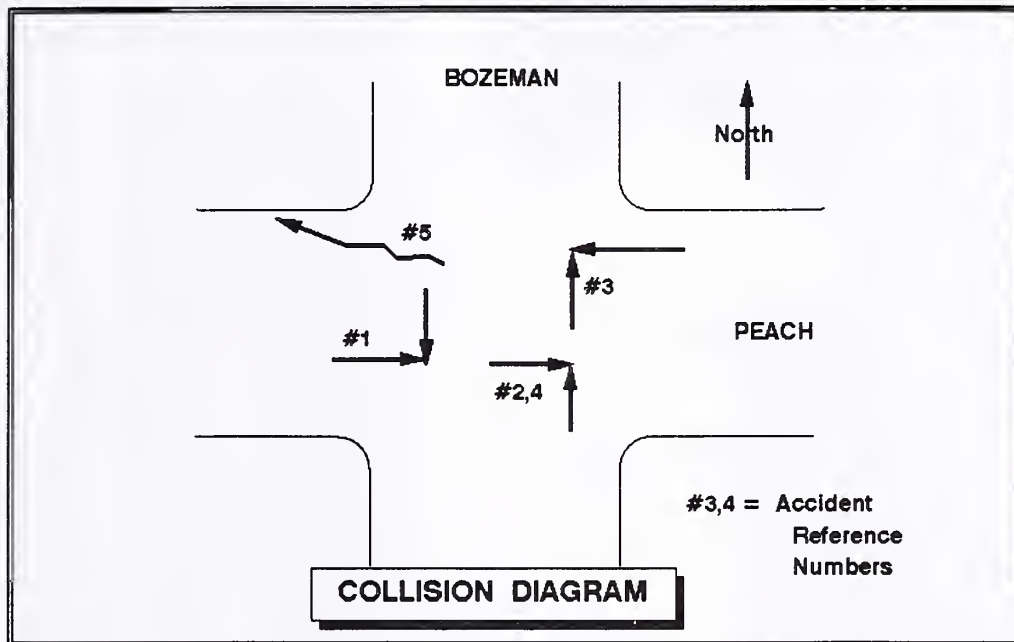 BOZEMAN
North
#5
#3
#1
PEACH
#2,4
#3,4 = Accident
Reference
Numbers
COLLISION DIAGRAM